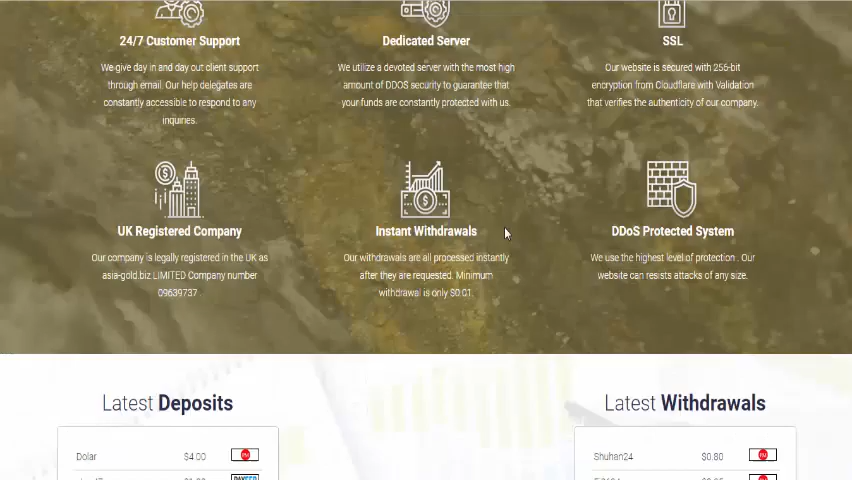 24/7 Customer Support
We give day in and day out client support
through email. Our help delegates are
constantly accessible to respond to any
inquiries.
Dedicated Server
We utilize a devoted server with the most high
amount of DDOS security to guarantee that
your funds are constantly protected with us.
SSL
Our website is secured with 256-bit
encryption from Cloudflare with Validation
that verifies the authenticity of our company.
UK Registered Company
Our company is legally registered in the UK as
asia-gold.biz LIMITED Company number
09639737
Instant Withdrawals
Our withdrawals are all processed instantly
after they are requested. Minimum
withdrawal is only $0.01.
DDoS Protected System
We use the highest level of protection . Our
website can resists attacks of any size.
Latest Deposits
Dolar $4.00 PM
Latest Withdrawals
Shuhan24 $0.80 PM